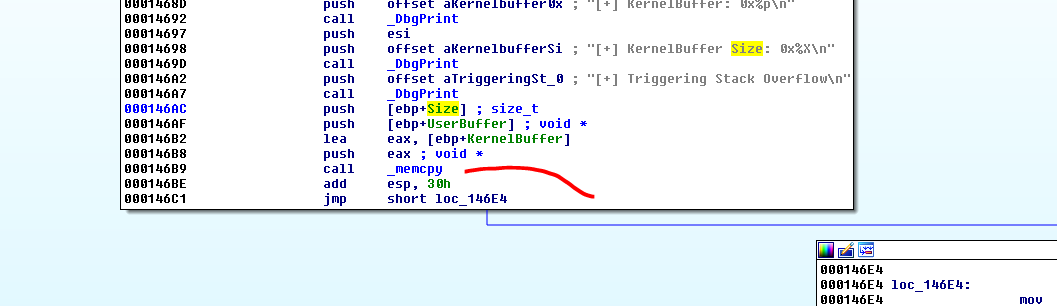 0001468D push offset aKernelbuffer0x ; "[+] KernelBuffer: 0x%p\n"
00014692 call _DbgPrint
00014697 push esi
00014698 push offset aKernelbufferSi ; "[+] KernelBuffer Size: 0x%X\n"
0001469D call _DbgPrint
000146A2 push offset aTriggeringSt_0 ; "[+] Triggering Stack Overflow\n"
000146A7 call _DbgPrint
000146AC push [ebp+Size] ; size_t
000146AF push [ebp+UserBuffer] ; void *
000146B2 lea eax, [ebp+KernelBuffer]
000146B8 push eax ; void *
000146B9 call _memcpy
000146BE add esp, 30h
000146C1 jmp short loc_146E4
000146E4
000146E4 loc_146E4:
000146E4 mov